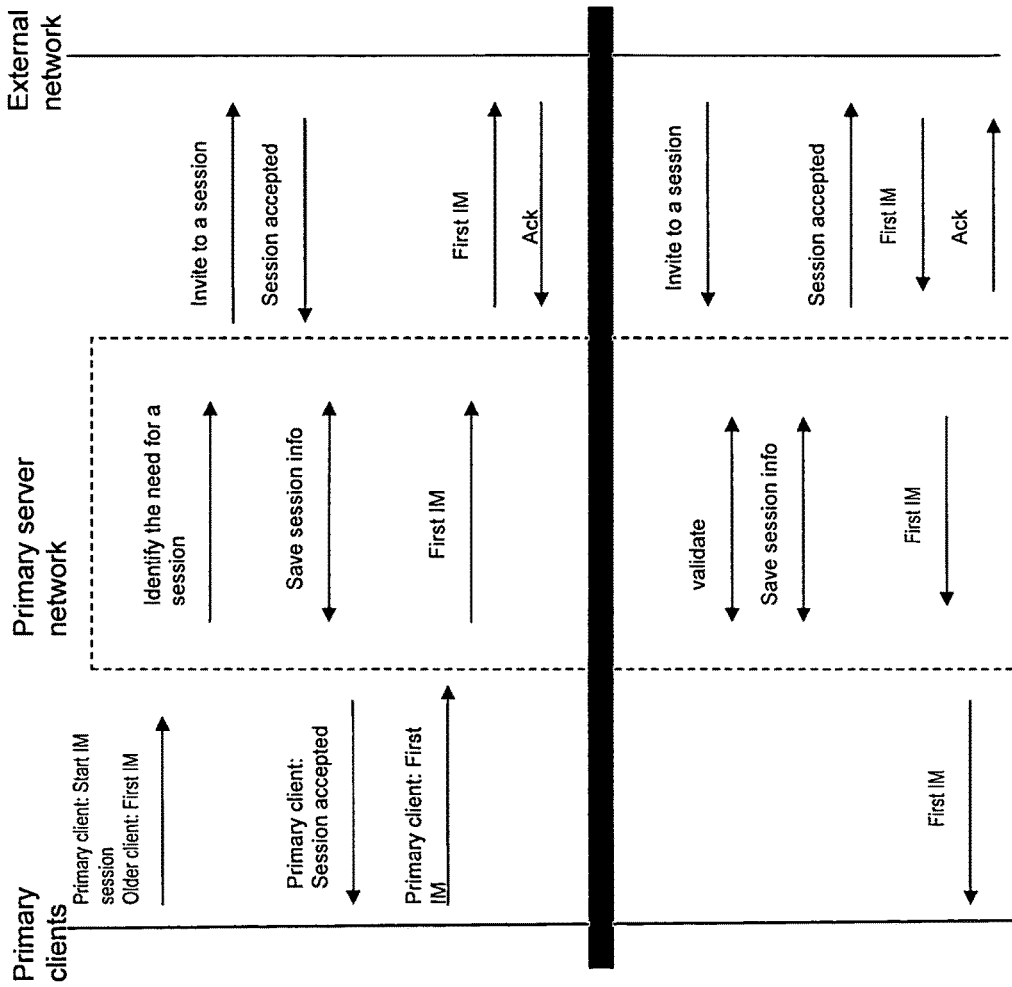 Primary
clients
Primary server
network
External
network
Primary client: Start IM
session
Older client: First IM
Identify the need for a
session
Invite to a session
Session accepted
Save session info
Primary client:
Session accepted
Primary client: First
IM
First IM
First IM
Ack
Invite to a session
validate
Save session info
Session accepted
First IM
First IM
First IM
Ack